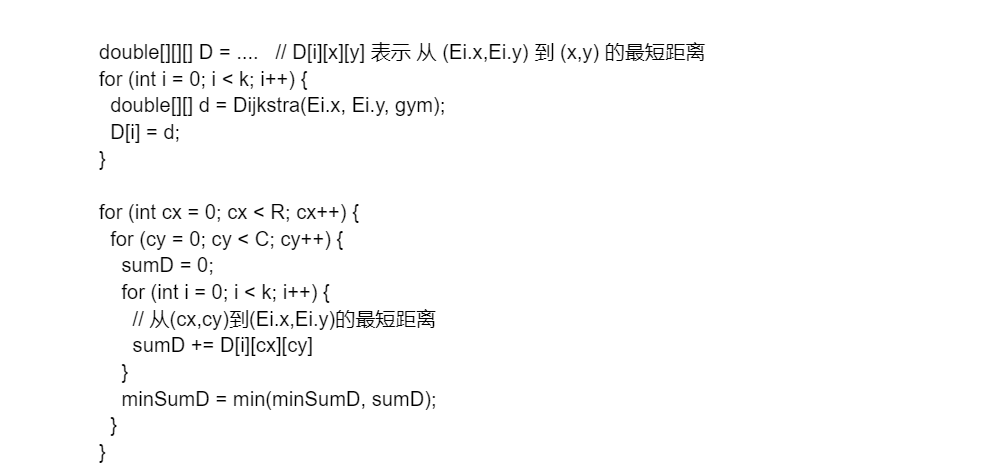 double[][][] D = ....   // D[i][x][y] 表示 从 (Ei.x,Ei.y) 到 (x,y) 的最短距离
for (int i = 0; i < k; i++) {
  double[][] d = Dijkstra(Ei.x, Ei.y, gym);
  D[i] = d;
}

for (int cx = 0; cx < R; cx++) {
  for (cy = 0; cy < C; cy++) {
    sumD = 0;
    for (int i = 0; i < k; i++) {
      // 从(cx,cy)到(Ei.x,Ei.y)的最短距离
      sumD += D[i][cx][cy]
    }
    minSumD = min(minSumD, sumD);
  }
}